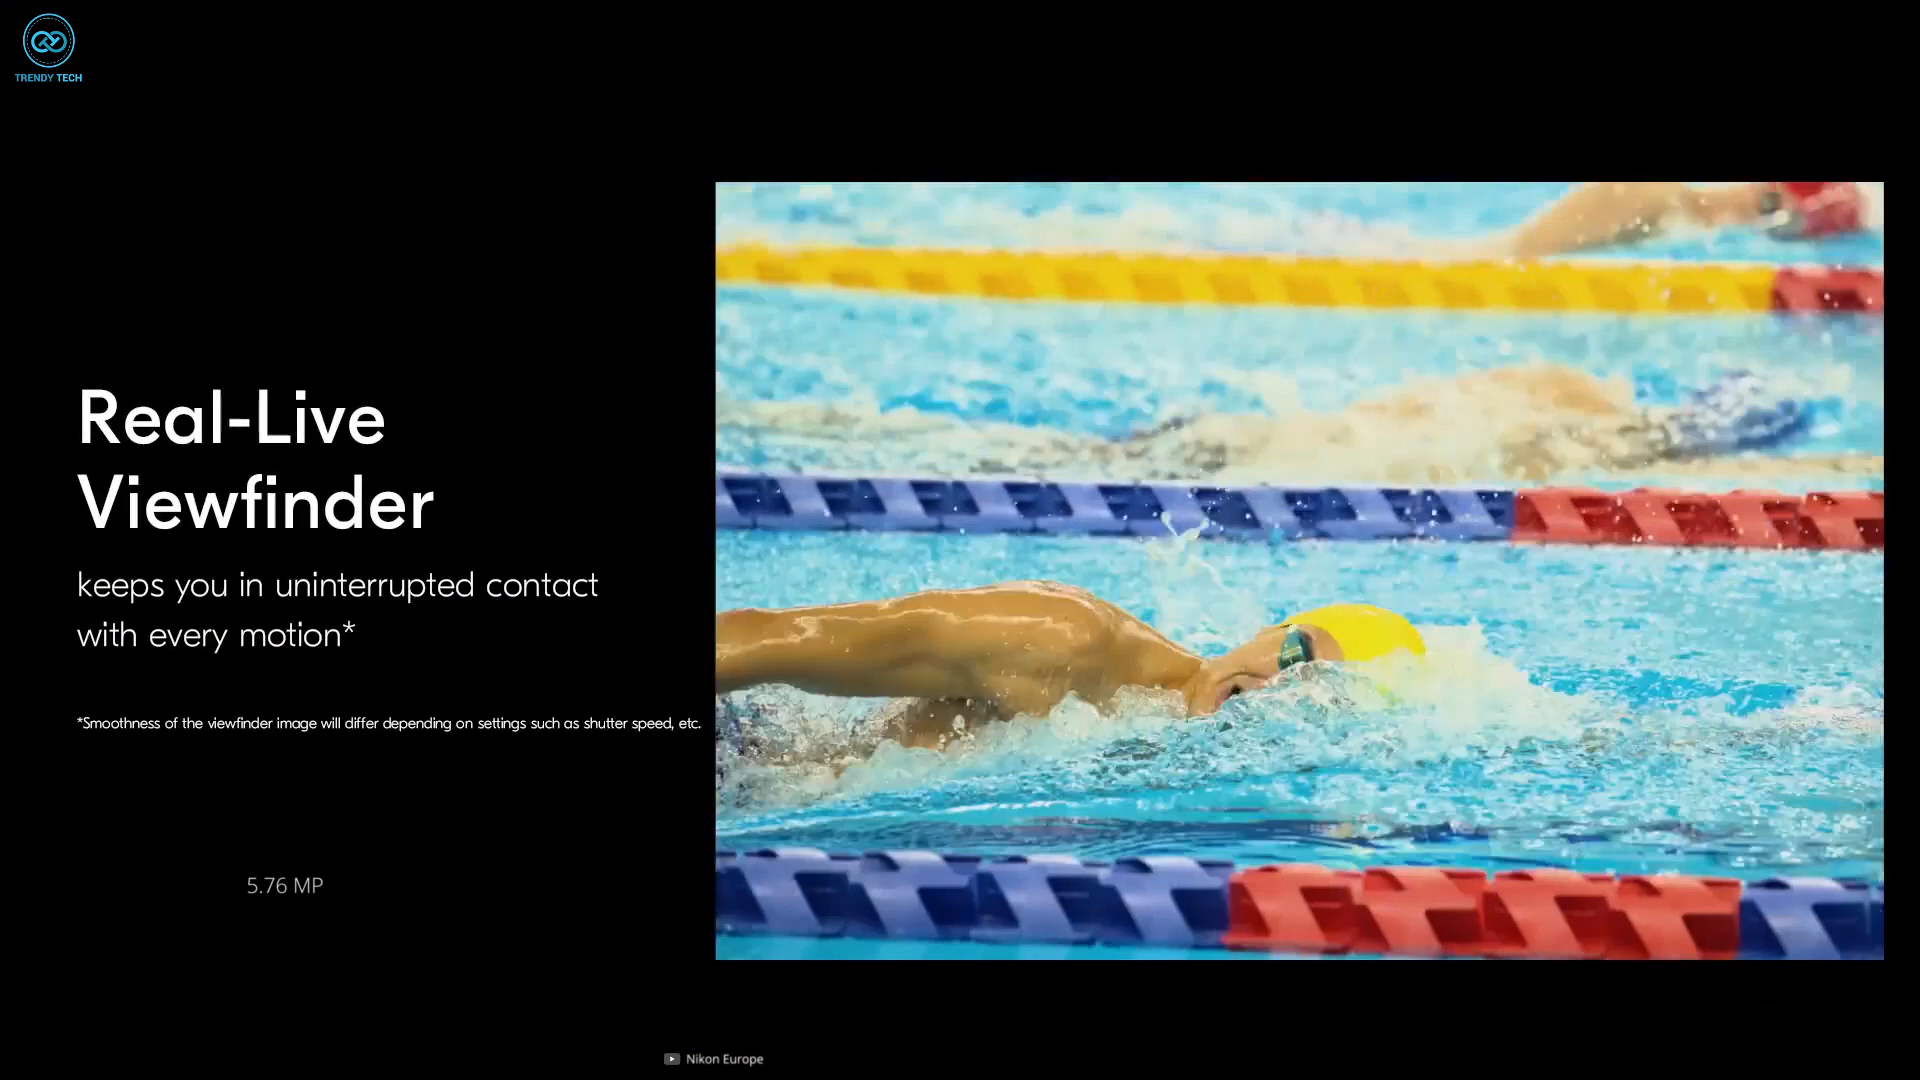 TRENDY TECH
Real-Live
Viewfinder
keeps you in uninterrupted contact
with every motion*
*Smoothness of the viewfinder image will differ depending on settings such as shutter speed, etc.
5.76 MP
Nikon Europe